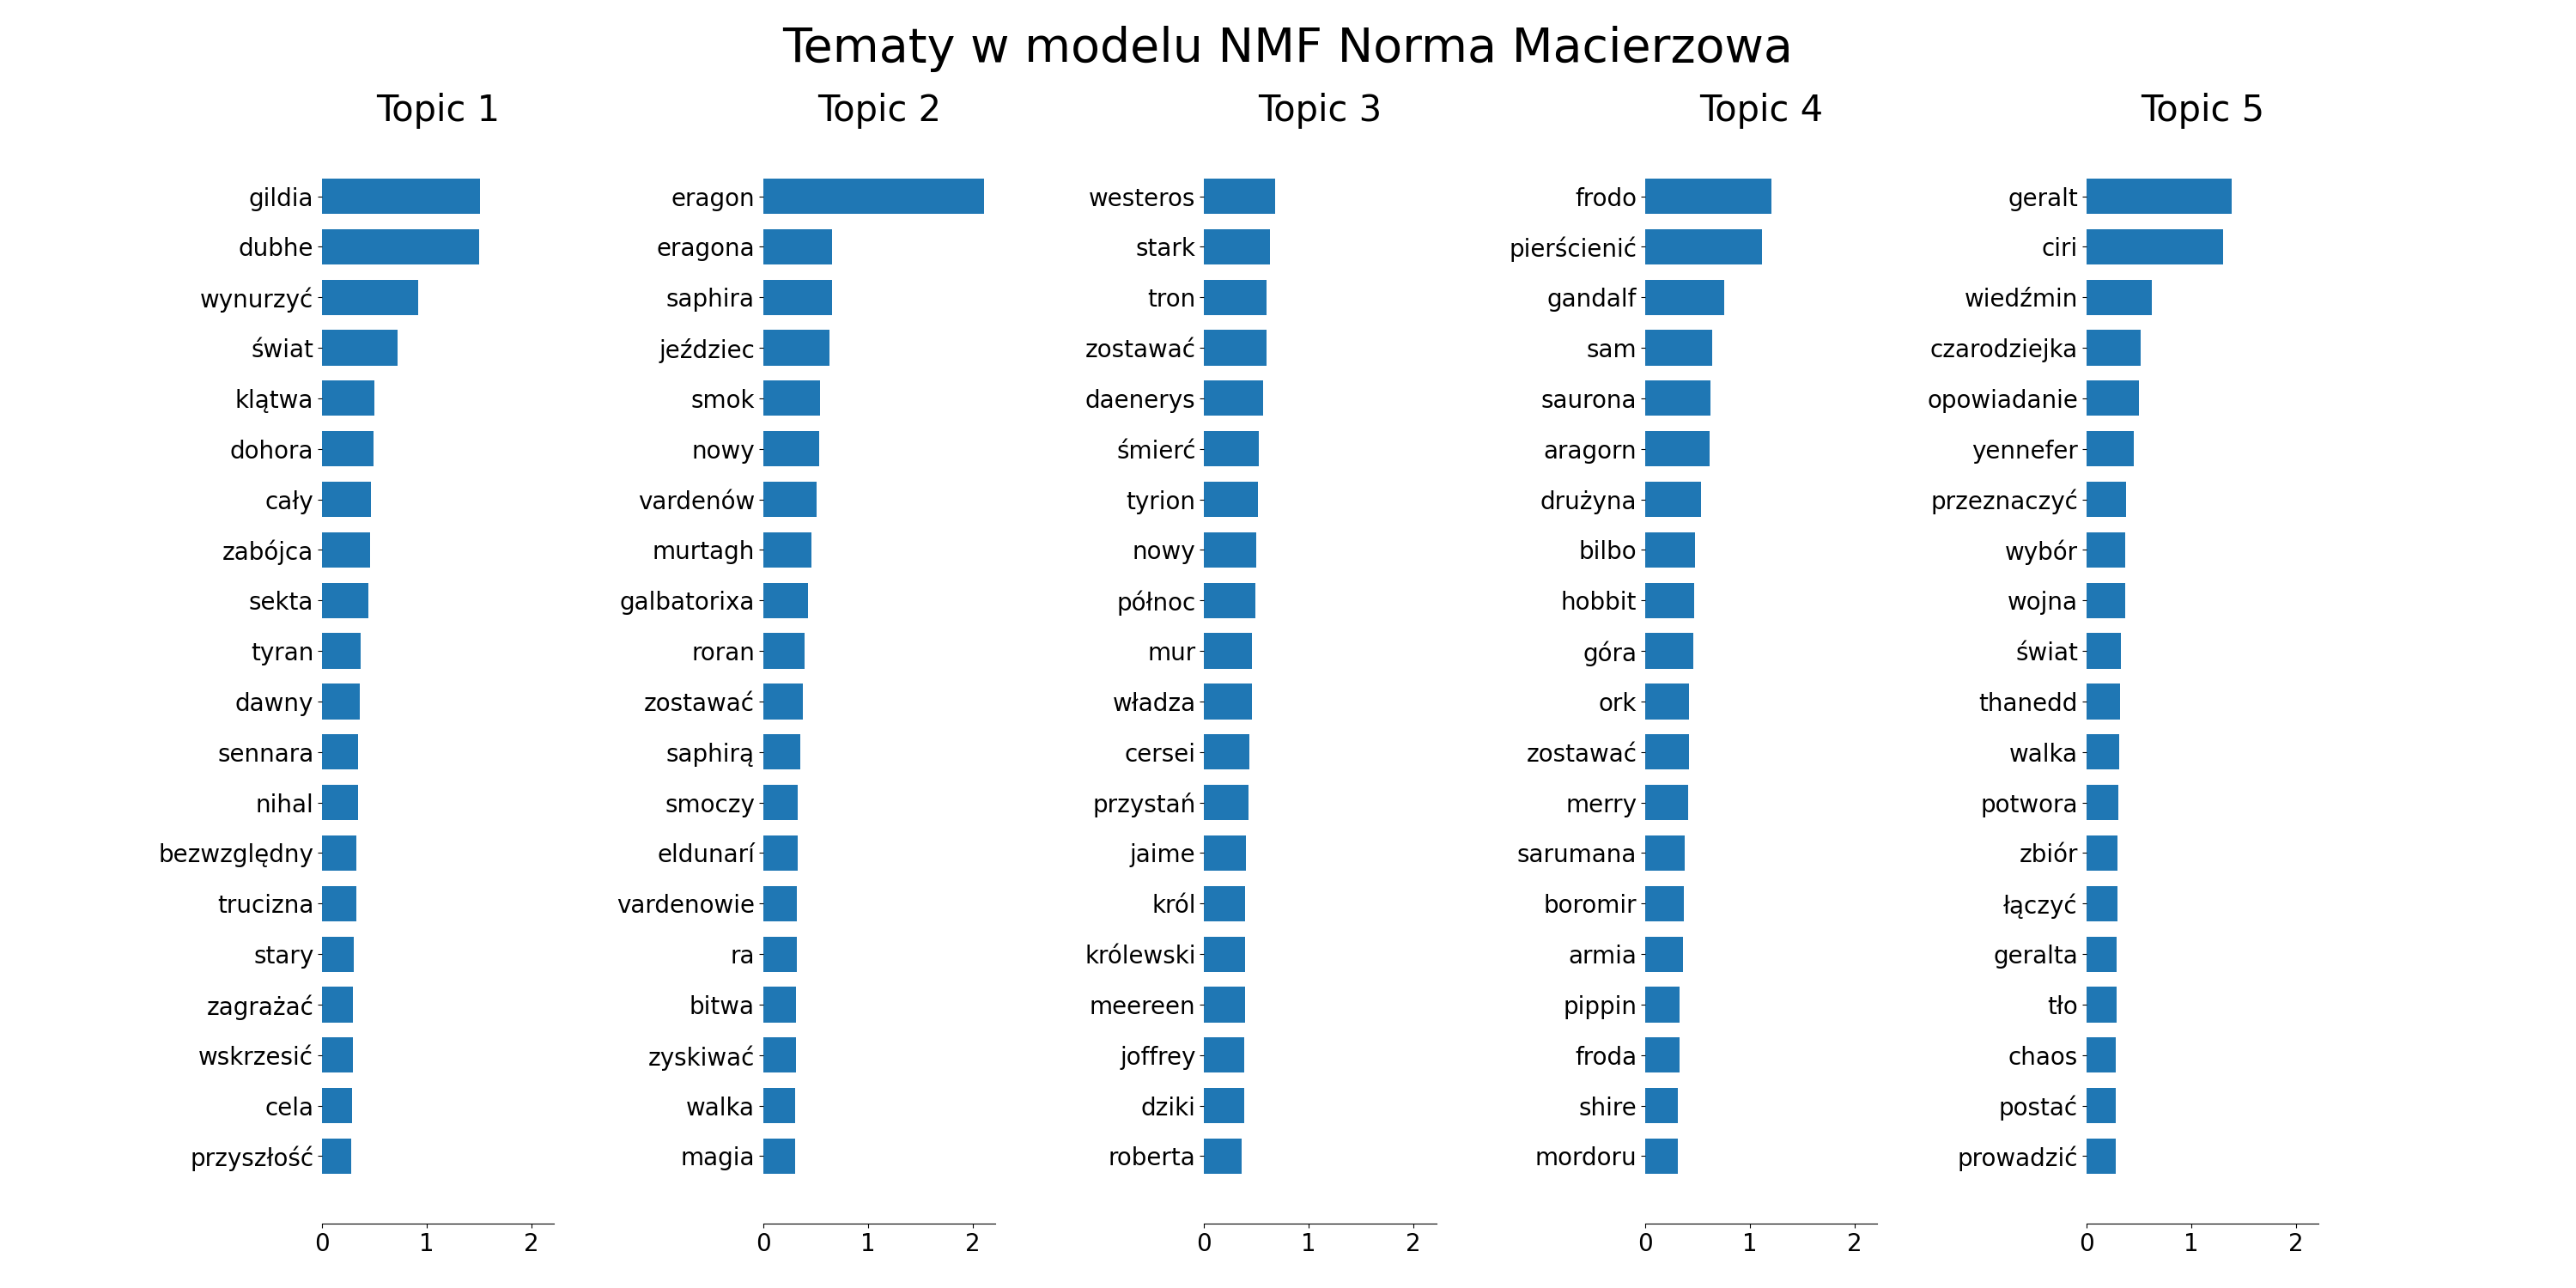 Tematy w modelu NMF Norma Macierzowa
Topic 1
gildia
dubhe
wynurzyć
świat
klątwa
dohora
cały
zabójca
sekta
tyran
dawny
sennara
nihal
bezwzględny
trucizna
stary
zagrażać
wskrzesić
cela
przyszłość
0 1 2
Topic 2
eragon
eragona
saphira
jeździec
smok
nowy
vardenów
murtagh
galbatorixa
roran
zostawać
saphirą
smoczy
eldunarí
vardenowie
ra
bitwa
zyskiwać
walka
magia
0 1 2
Topic 3
westeros
stark
tron
zostawać
daenerys
śmierć
tyrion
nowy
północ
mur
władza
cersei
przystań
jaime
król
królewski
meereen
joffrey
dziki
roberta
0 1 2
Topic 4
frodo
pierścienić
gandalf
sam
saurona
aragorn
drużyna
bilbo
hobbit
góra
ork
zostawać
merry
sarumana
boromir
armia
pippin
froda
shire
mordoru
0 1 2
Topic 5
geralt
ciri
wiedźmin
czarodziejka
opowiadanie
yennefer
przeznaczyć
wybór
wojna
świat
thanedd
walka
potwora
zbiór
łączyć
geralta
tło
chaos
postać
prowadzić
0 1 2